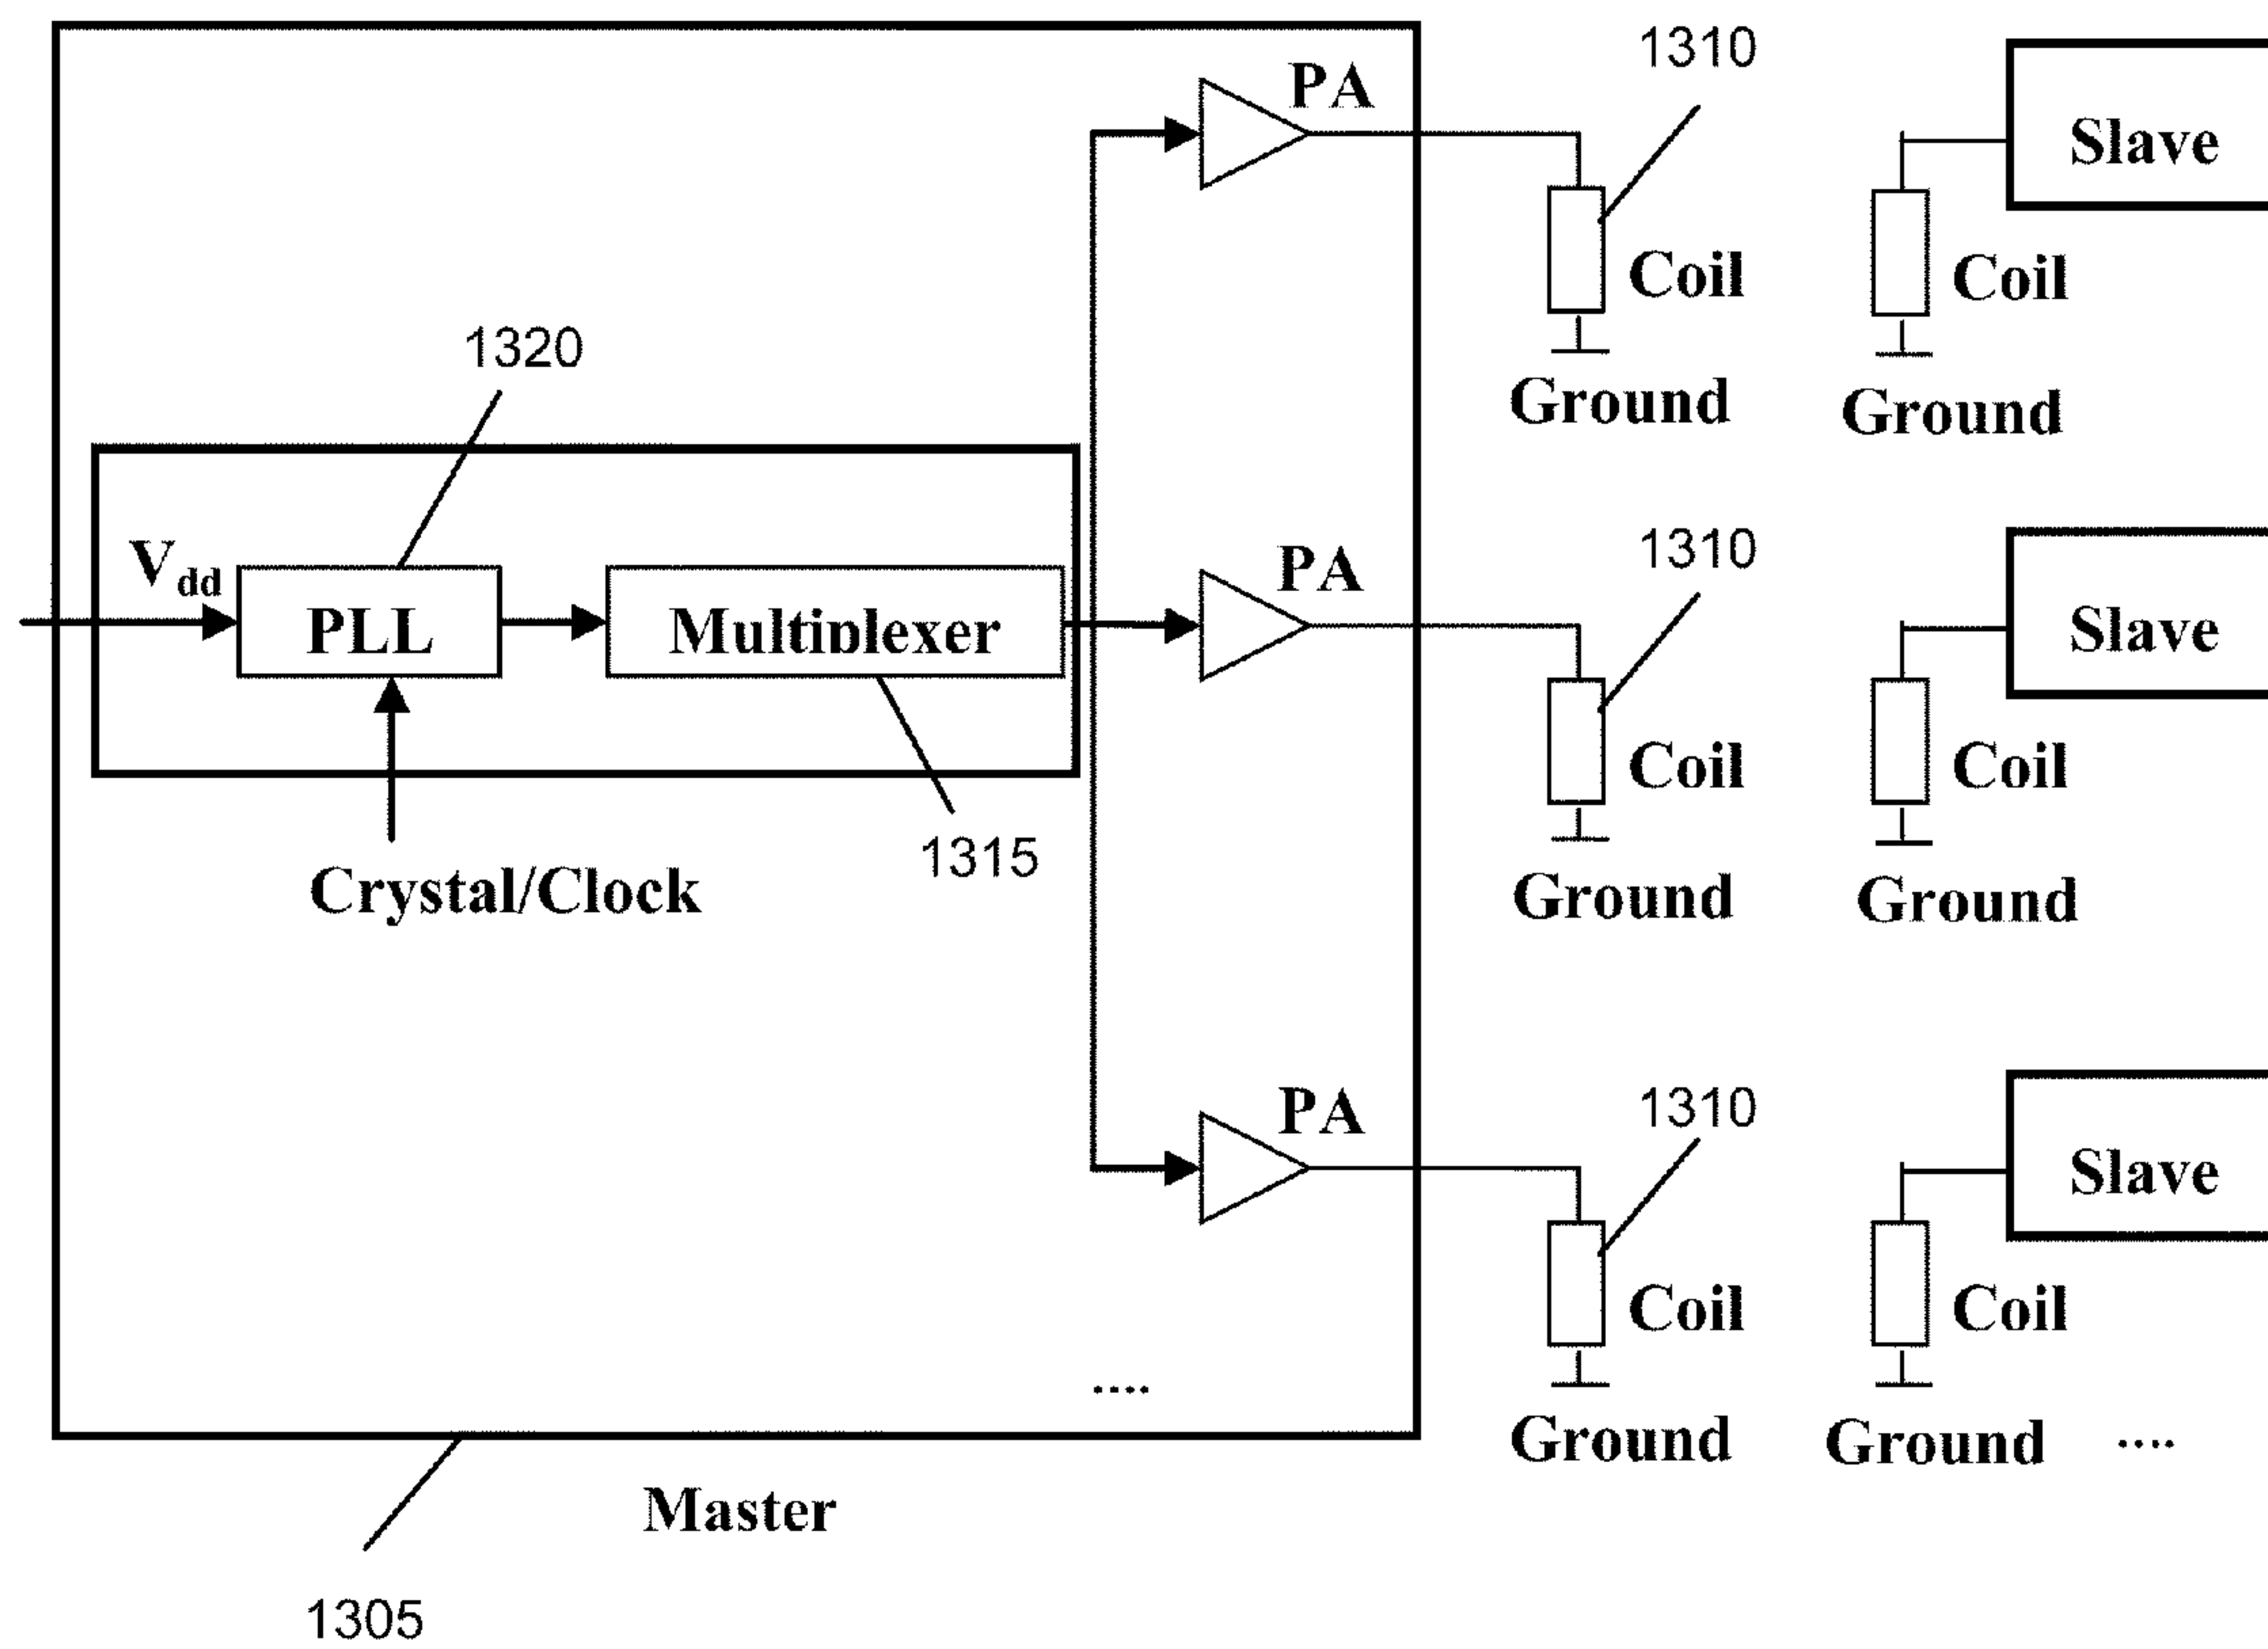 1310
PA
Slave
Coil
Coil
1320
Ground
Ground
1310
PA
Vdd
PLL
Multiplexer
Slave
Coil
Coil
1315
Crystal/Clock
Ground
Ground
1310
PA
Slave
Coil
Coil
....
Ground
Ground
....
Master
1305